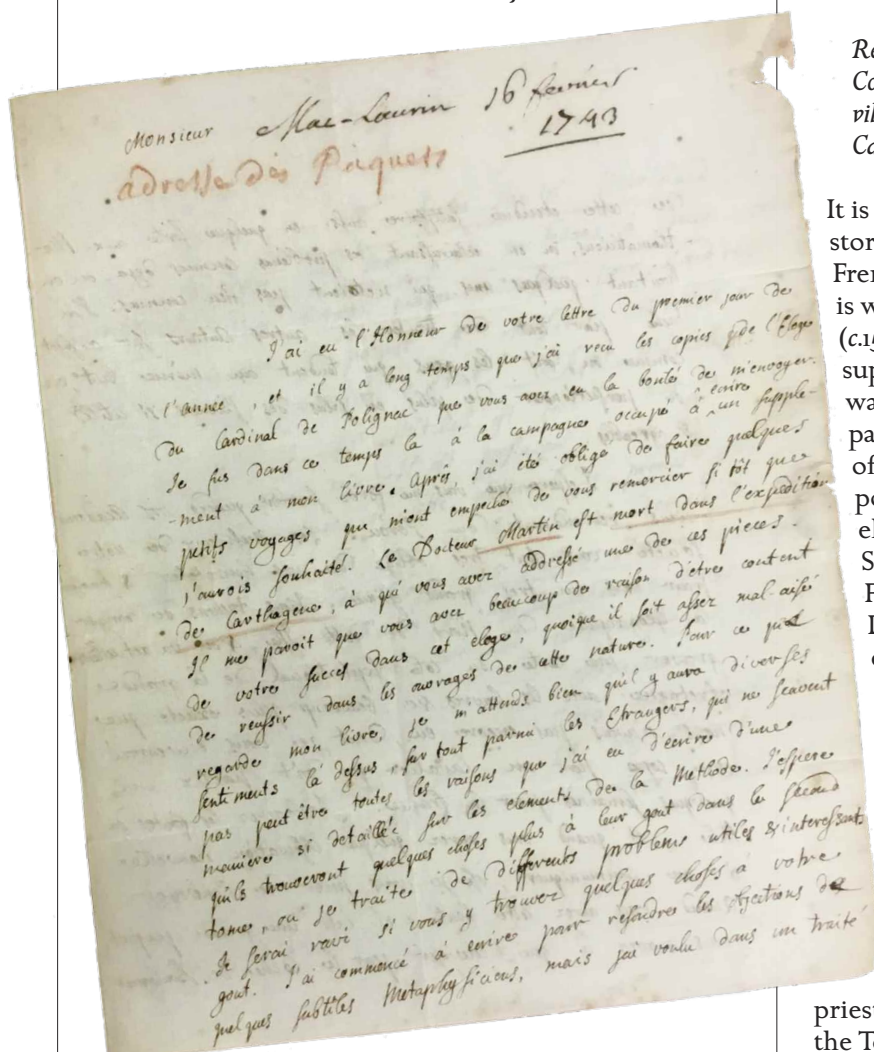 Monsieur Mac-Laurin 16 fevrier
1743
adresse des Paquets
J'ai eu l'Honneur de votre lettre du premier jour de
l'année, et il y a long temps que j'ai recu les copies de l'Eloge
du Cardinal de Polignac que vous avez eu la bonté de m'envoyer.
Je fus dans ce temps la à la campagne occupé à ecrire un supple-
-ment à mon livre. Après, j'ai été obligé de faire quelques
petits voyages qui m'ont empeché de vous remercier si tôt que
j'aurois souhaité. Le Docteur Martin est mort dans l'expedition
de Carthagene, à qui vous avez addressé une de ces pieces.
Il me paroit que vous avez beaucoup de raison d'etre content
de votre succes dans cet eloge, quoique il soit assez mal aisé
de reussir dans les ouvrages de cette nature. Pour ce qui
regarde mon livre, je m'attends bien qu'il y aura diverses
sentiments là dessus, sur tout parmi les Etrangers, qui ne sçavent
pas peut être toutes les raisons que j'ai eu d'ecrire d'une
maniere si detaillée sur les elements de la Methode. J'espere
qu'ils trouveront quelques choses plus à leur gout dans le second
tome, ou je traite de differents problems utiles & interessants
Je serai ravi si vous y trouvez quelques choses à votre
gout. J'ai commencé à ecrire pour resoudre les objections de
quelques subtiles Metaphysiciens, mais j'ai voulu dans un traité
It is
is w
(c.15
sup
wa
pa
of
po
el
S
priest
the T